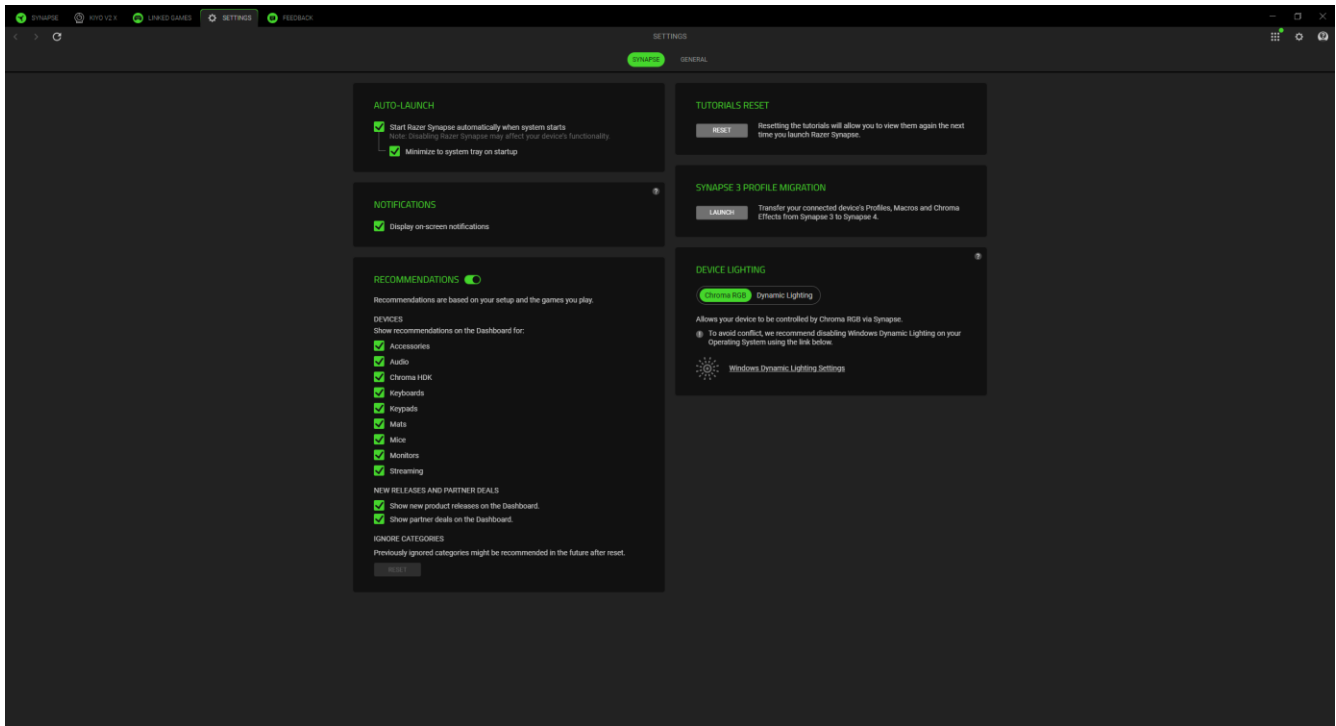 SYNAPSE
KIYO V2 X
LINKED GAMES
SETTINGS
FEEDBACK
SETTINGS
SYNAPSE
GENERAL
AUTO-LAUNCH
Start Razer Synapse automatically when system starts
Note: Disabling Razer Synapse may affect your device's functionality.
Minimize to system tray on startup
NOTIFICATIONS
Display on-screen notifications
RECOMMENDATIONS
Recommendations are based on your setup and the games you play.
DEVICES
Show recommendations on the Dashboard for:
Accessories
Audio
Chroma HDK
Keyboards
Keypads
Mats
Mice
Monitors
Streaming
NEW RELEASES AND PARTNER DEALS
Show new product releases on the Dashboard.
Show partner deals on the Dashboard.
IGNORE CATEGORIES
Previously ignored categories might be recommended in the future after reset.
RESET
TUTORIALS RESET
RESET
Resetting the tutorials will allow you to view them again the next
time you launch Razer Synapse.
SYNAPSE 3 PROFILE MIGRATION
LAUNCH
Transfer your connected device's Profiles, Macros and Chroma
Effects from Synapse 3 to Synapse 4.
DEVICE LIGHTING
Chroma RGB
Dynamic Lighting
Allows your device to be controlled by Chroma RGB via Synapse.
To avoid conflict, we recommend disabling Windows Dynamic Lighting on your
Operating System using the link below.
Windows Dynamic Lighting Settings